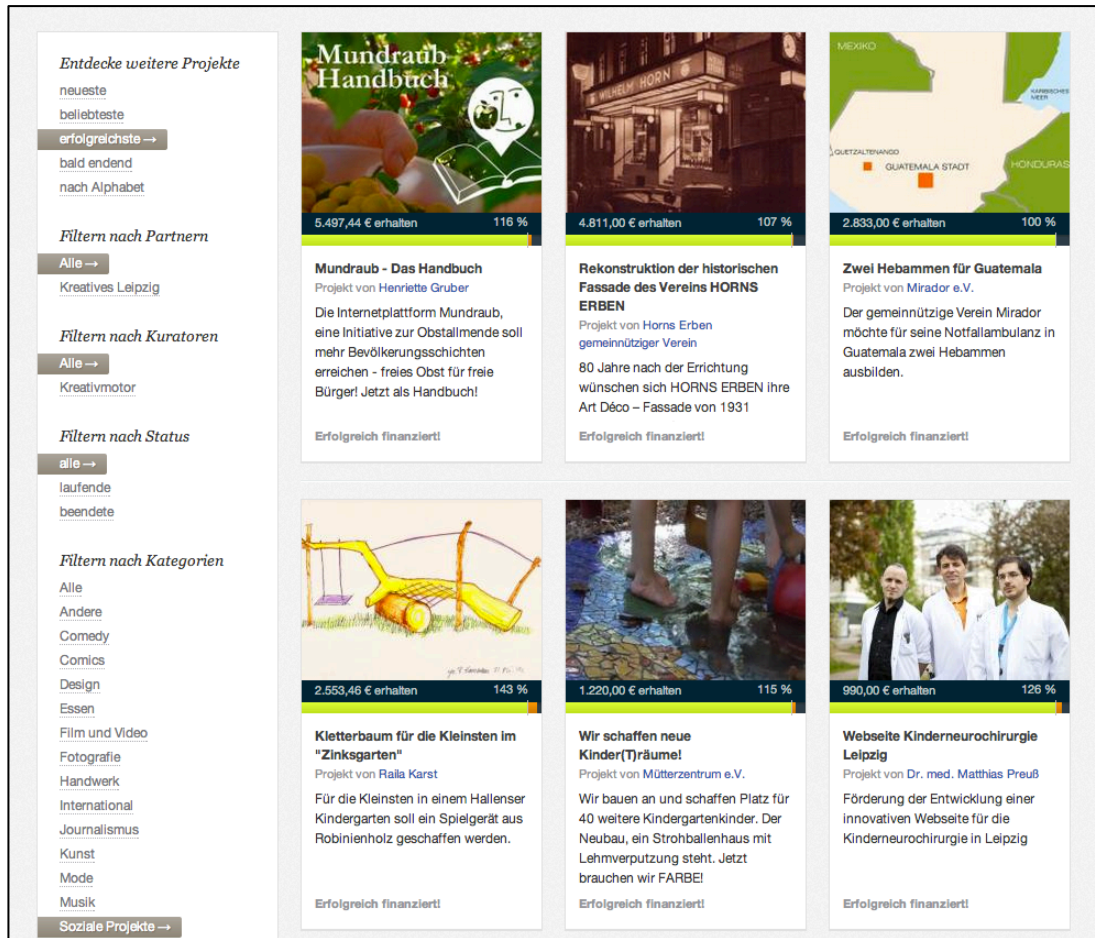 Entdecke weitere Projekte
neueste
beliebteste
erfolgreichste →
bald endend
nach Alphabet
Filtern nach Partnern
Alle →
Kreatives Leipzig
Filtern nach Kuratoren
Alle →
Kreativmotor
Filtern nach Status
alle →
laufende
beendete
Filtern nach Kategorien
Alle
Andere
Comedy
Comics
Design
Essen
Film und Video
Fotografie
Handwerk
International
Journalismus
Kunst
Mode
Musik
Soziale Projekte →
Mundraub
Handbuch
5.497,44 € erhalten 116 %
Mundraub - Das Handbuch
Projekt von Henriette Gruber
Die Internetplattform Mundraub,
eine Initiative zur Obstallmende soll
mehr Bevölkerungsschichten
erreichen - freies Obst für freie
Bürger! Jetzt als Handbuch!
Erfolgreich finanziert!
WILHELM HORN
4.811,00 € erhalten 107 %
Rekonstruktion der historischen
Fassade des Vereins HORNS
ERBEN
Projekt von Horns Erben
gemeinnütziger Verein
80 Jahre nach der Errichtung
wünschen sich HORNS ERBEN ihre
Art Déco – Fassade von 1931
Erfolgreich finanziert!
MEXIKO
KARIBISCHES
MEER
QUETZALTENANGO
GUATEMALA STADT
HONDURAS
2.833,00 € erhalten 100 %
Zwei Hebammen für Guatemala
Projekt von Mirador e.V.
Der gemeinnützige Verein Mirador
möchte für seine Notfallambulanz in
Guatemala zwei Hebammen
ausbilden.
Erfolgreich finanziert!
2.553,46 € erhalten 143 %
Kletterbaum für die Kleinsten im
"Zinksgarten"
Projekt von Raila Karst
Für die Kleinsten in einem Hallenser
Kindergarten soll ein Spielgerät aus
Robinienholz geschaffen werden.
Erfolgreich finanziert!
1.220,00 € erhalten 115 %
Wir schaffen neue
Kinder(T)räume!
Projekt von Mütterzentrum e.V.
Wir bauen an und schaffen Platz für
40 weitere Kindergartenkinder. Der
Neubau, ein Strohballenhaus mit
Lehmverputzung steht. Jetzt
brauchen wir FARBE!
Erfolgreich finanziert!
990,00 € erhalten 126 %
Webseite Kinderneurochirurgie
Leipzig
Projekt von Dr. med. Matthias Preuß
Förderung der Entwicklung einer
innovativen Webseite für die
Kinderneurochirurgie in Leipzig
Erfolgreich finanziert!